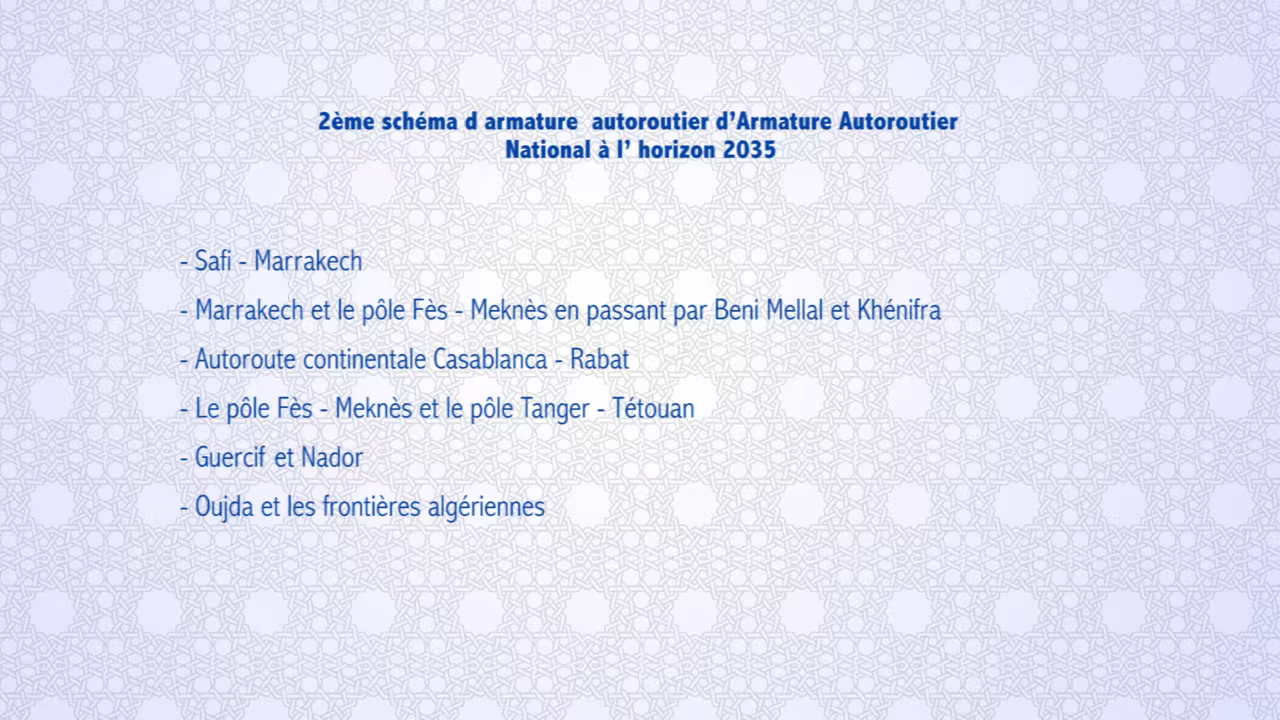 2ème schéma d armature autoroutier d’Armature Autoroutier
National à l’ horizon 2035
- Safi - Marrakech
- Marrakech et le pôle Fès - Meknès en passant par Beni Mellal et Khénifra
- Autoroute continentale Casablanca - Rabat
- Le pôle Fès - Meknès et le pôle Tanger - Tétouan
- Guercif et Nador
- Oujda et les frontières algériennes